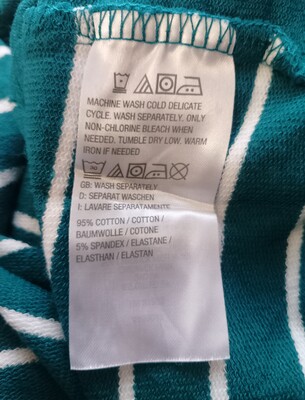 MACHINE WASH COLD DELICATE
CYCLE. WASH SEPARATELY. ONLY
NON-CHLORINE BLEACH WHEN
NEEDED. TUMBLE DRY LOW. WARM
IRON IF NEEDED
GB: WASH SEPARATELY
D: SEPARAT WASCHEN
I: LAVARE SEPARATAMENTE
95% COTTON / COTTON /
BAUMWOLLE / COTONE
5% SPANDEX / ELASTANE /
ELASTHAN / ELASTAN